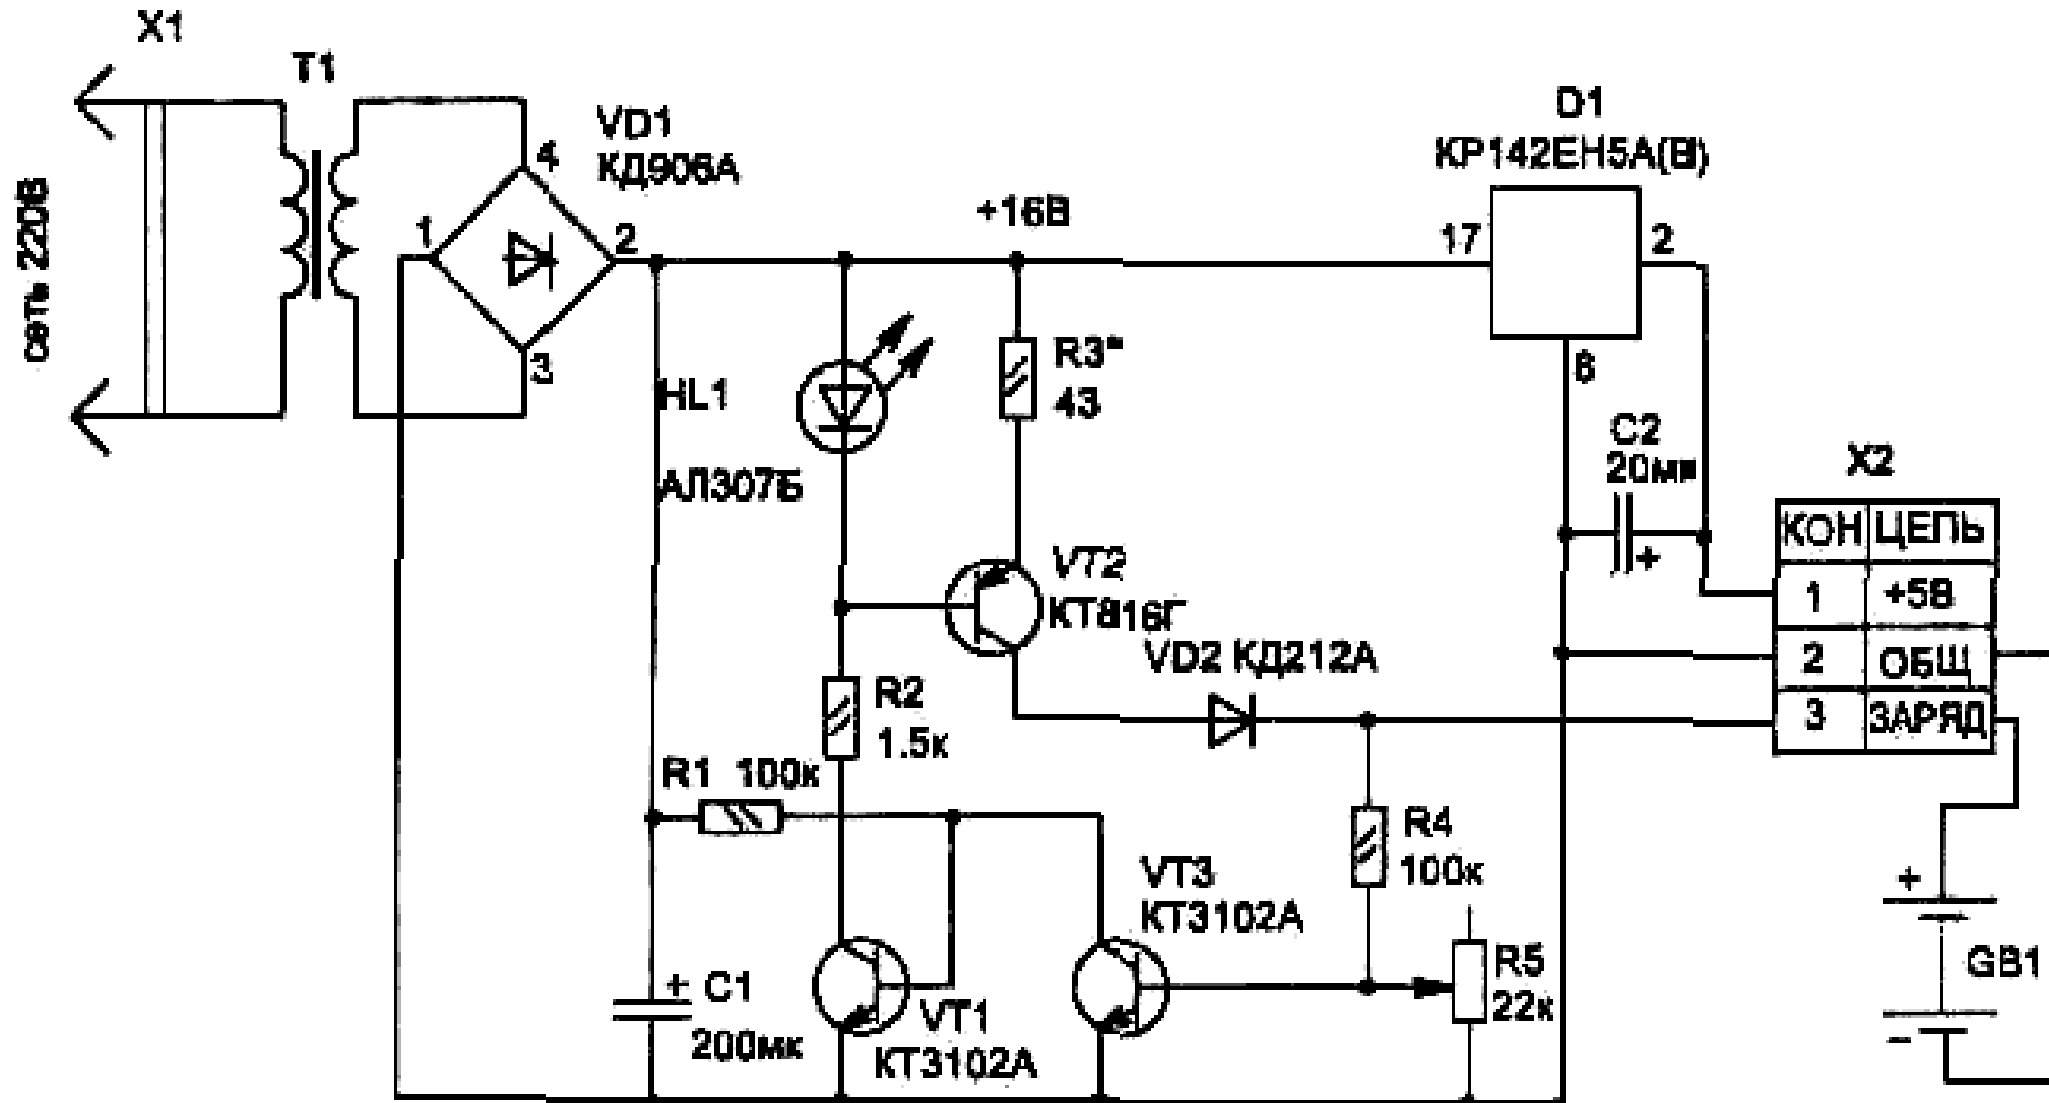 X1
T1
сеть 220В
VD1
КД906А
4
1
2
3
+16В
D1
КР142ЕН5А(В)
17
2
8
HL1
АЛ307Б
R3*
43
C2
20мк
X2
КОН ЦЕПЬ
1 +5В
2 ОБЩ
3 ЗАРЯД
VT2
КТ816Г
VD2 КД212А
R2
1.5к
R1 100к
R4
100к
VT3
КТ3102А
+
GB1
−
R5
22к
+ C1
200мк
VT1
КТ3102А
+